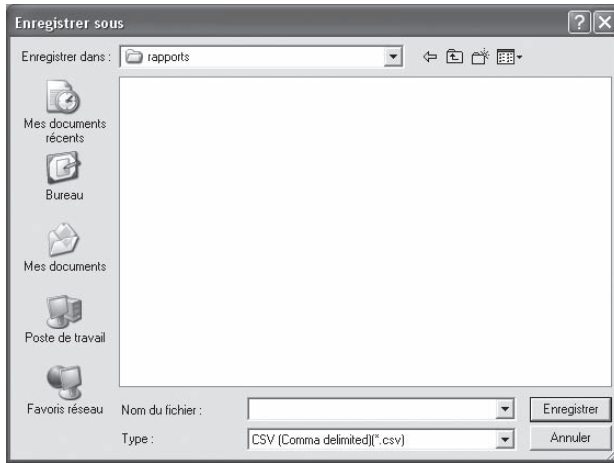 Enregistrer sous
Enregistrer dans :
rapports
Mes documents
récents
Bureau
Mes documents
Poste de travail
Favoris réseau
Nom du fichier :
Enregistrer
Type :
CSV (Comma delimited)(*.csv)
Annuler